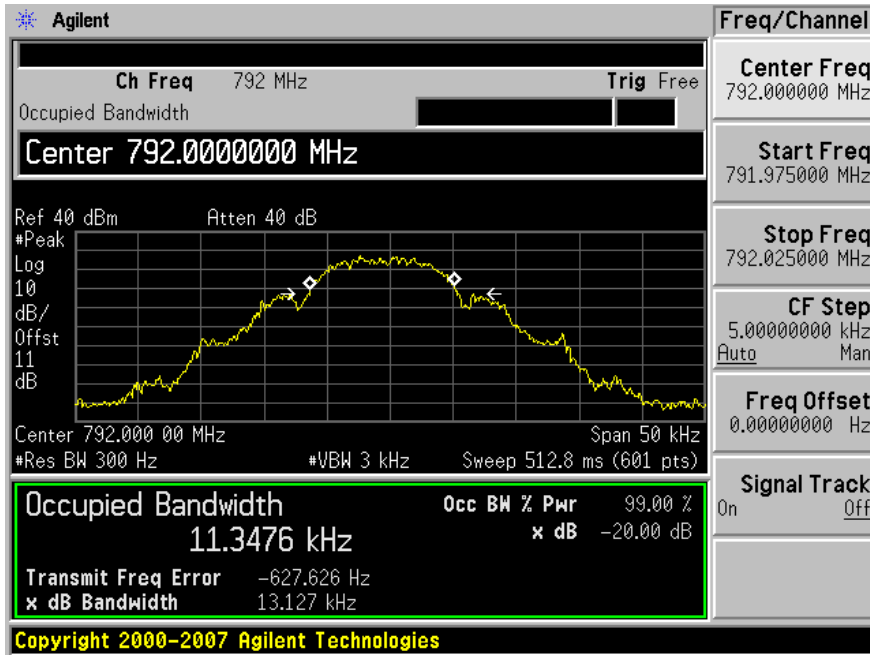 Agilent
Freq/Channel
Ch Freq 792 MHz Trig Free
Occupied Bandwidth
Center 792.0000000 MHz
Ref 40 dBm Atten 40 dB
#Peak
Log
10
dB/
Offst
11
dB
Center 792.000 00 MHz Span 50 kHz
#Res BW 300 Hz #VBW 3 kHz Sweep 512.8 ms (601 pts)
Occupied Bandwidth
11.3476 kHz
Occ BW % Pwr 99.00 %
x dB -20.00 dB
Transmit Freq Error -627.626 Hz
x dB Bandwidth 13.127 kHz
Center Freq
792.000000 MHz
Start Freq
791.975000 MHz
Stop Freq
792.025000 MHz
CF Step
5.00000000 kHz
Auto Man
Freq Offset
0.00000000 Hz
Signal Track
On Off
Copyright 2000-2007 Agilent Technologies